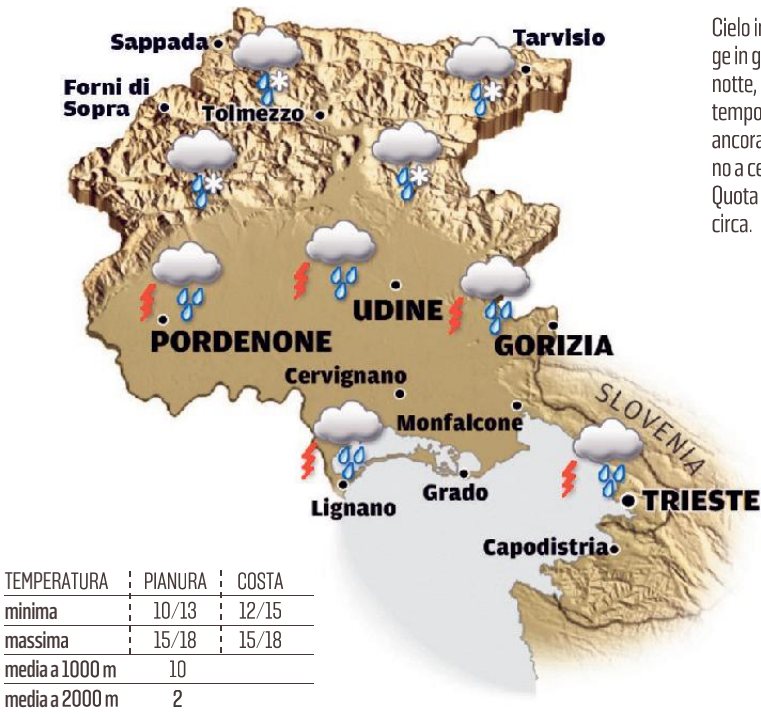 Sappada
Tarvisio
Forni di
Sopra
Tolmezzo
UDINE
PORDENONE
GORIZIA
Cervignano
Monfalcone
SLOVENIA
Lignano
Grado
TRIESTE
Capodistria
Cielo
ge in
notte,
tempo
ancora
no a
Quota
circa.
TEMPERATURA PIANURA COSTA
minima 10/13 12/15
massima 15/18 15/18
media a 1000 m 10
media a 2000 m 2